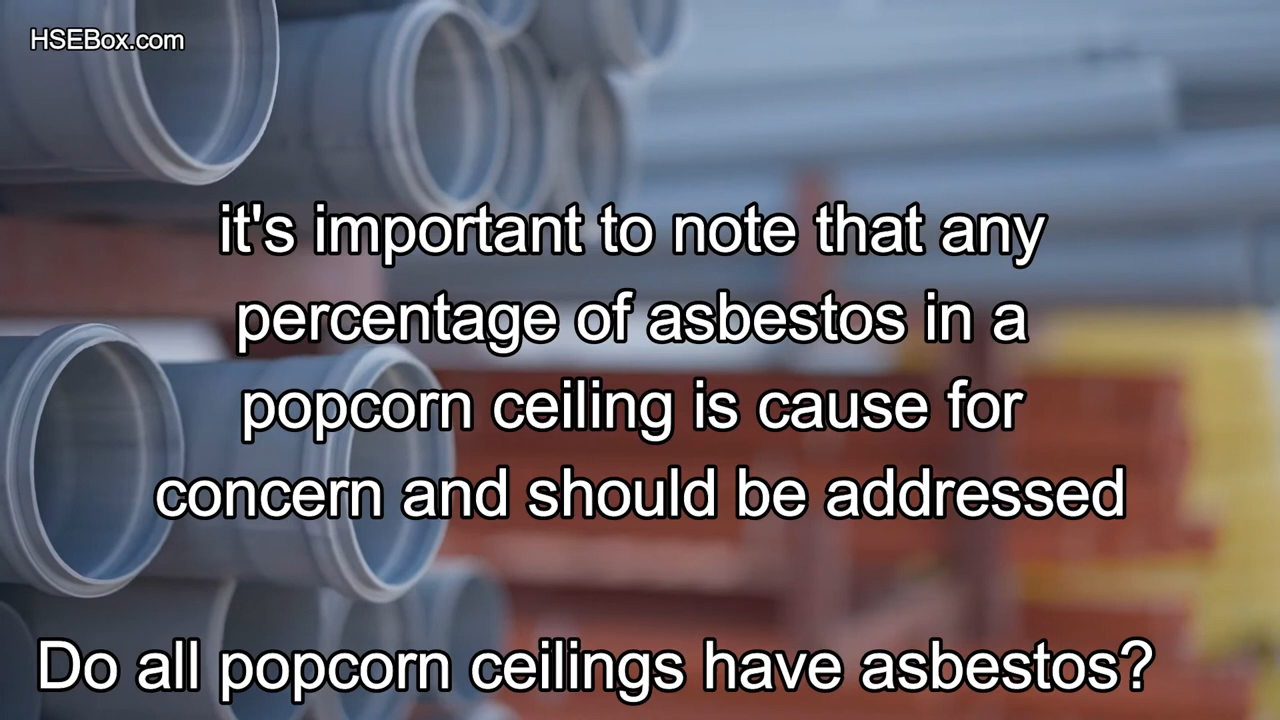 HSEBox.com
it's important to note that any
percentage of asbestos in a
popcorn ceiling is cause for
concern and should be addressed
Do all popcorn ceilings have asbestos?